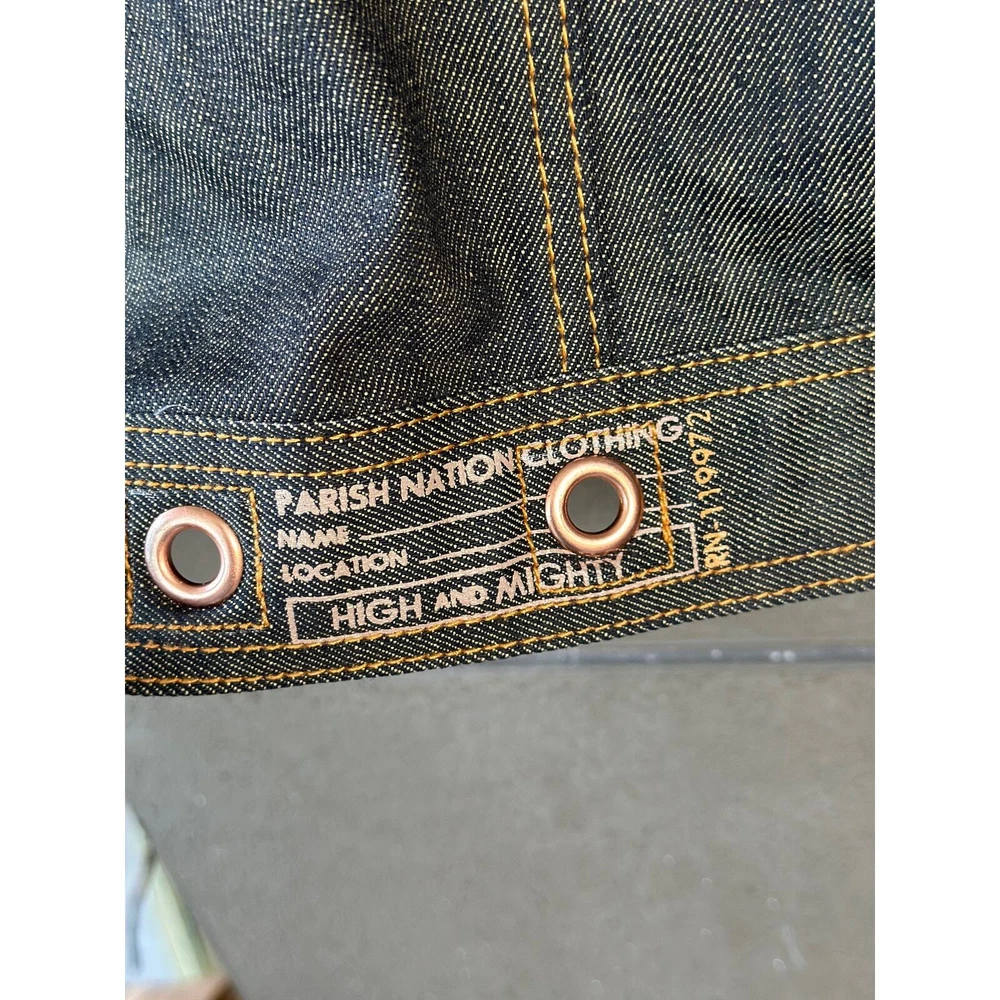 PARISH NATION CLOTHING
NAME
LOCATION
HIGH AND MIGHTY
RN-119972